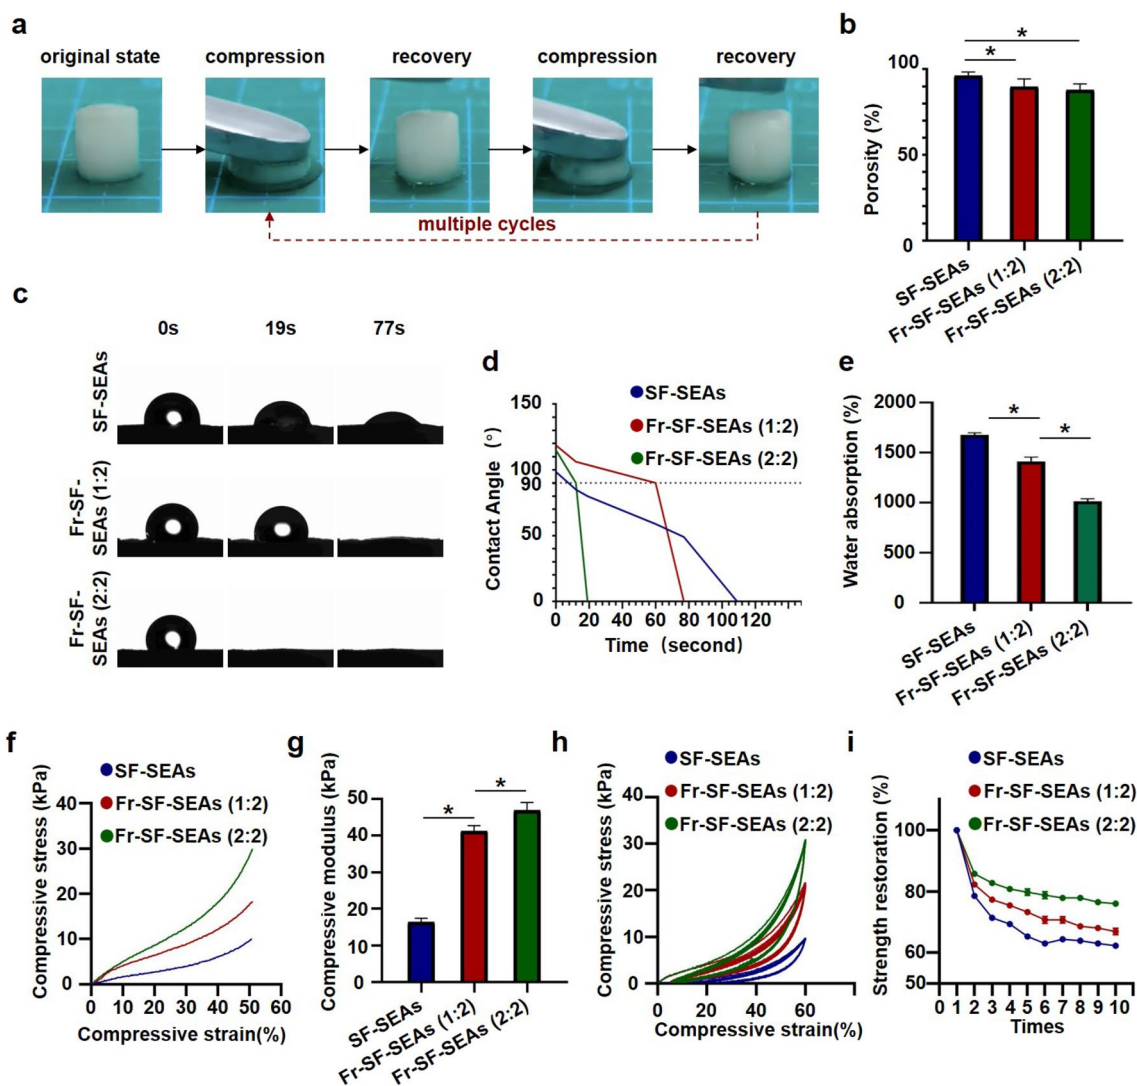 a
original state
compression
recovery
compression
recovery
multiple cycles
b
*
*
100
50
0
Porosity (%)
SF-SEAs
Fr-SF-SEAs (1:2)
Fr-SF-SEAs (2:2)
c
0s
19s
77s
SF-SEAs
Fr-SF-
SEAs (1:2)
Fr-SF-
SEAs (2:2)
d
SF-SEAs
Fr-SF-SEAs (1:2)
Fr-SF-SEAs (2:2)
150
100
90
50
0
Contact Angle (°)
0 20 40 60 80 100 120
Time (second)
e
*
*
2000
1500
1000
500
0
Water absorption (%)
SF-SEAs
Fr-SF-SEAs (1:2)
Fr-SF-SEAs (2:2)
f
SF-SEAs
Fr-SF-SEAs (1:2)
Fr-SF-SEAs (2:2)
40
30
20
10
0
Compressive stress (kPa)
0 10 20 30 40 50 60
Compressive strain(%)
g
*
*
50
40
30
20
10
0
Compressive modulus (kPa)
SF-SEAs
Fr-SF-SEAs (1:2)
Fr-SF-SEAs (2:2)
h
SF-SEAs
Fr-SF-SEAs (1:2)
Fr-SF-SEAs (2:2)
40
30
20
10
0
Compressive stress (kPa)
0 20 40 60
Compressive strain(%)
i
SF-SEAs
Fr-SF-SEAs (1:2)
Fr-SF-SEAs (2:2)
100
80
60
50
Strength restoration (%)
0 1 2 3 4 5 6 7 8 9 10
Times